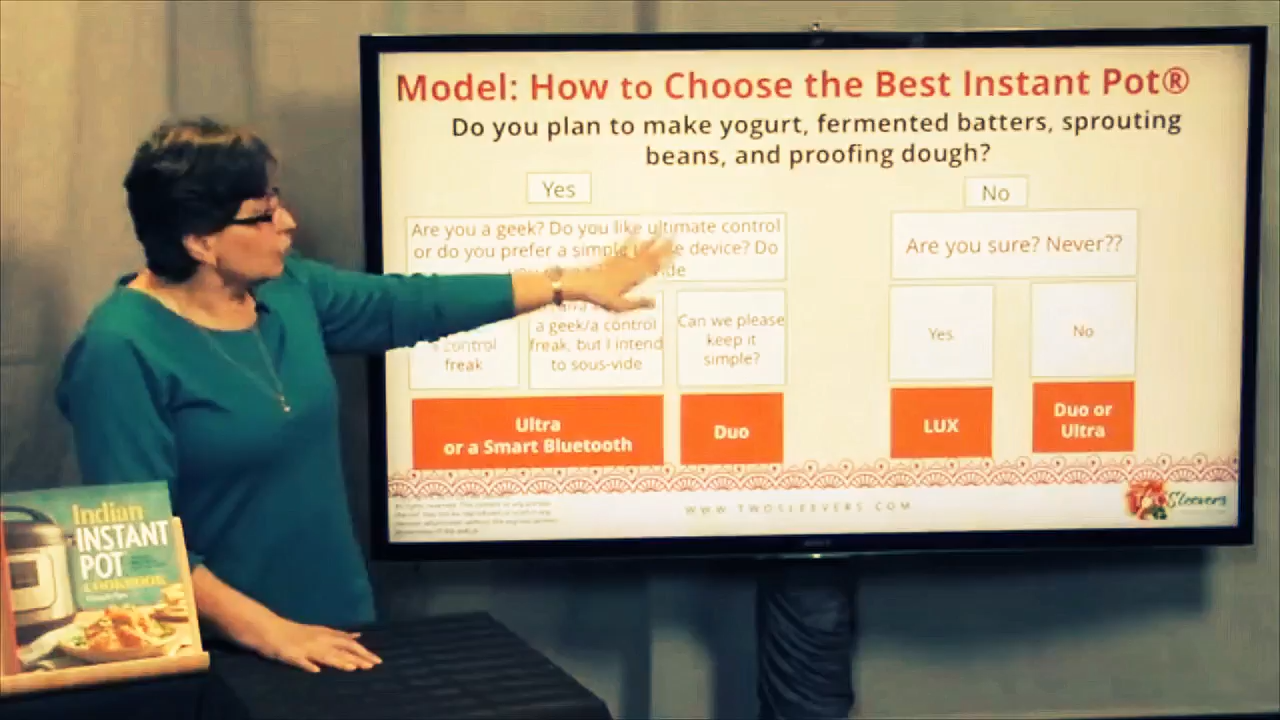 Model: How to Choose the Best Instant Pot®
Do you plan to make yogurt, fermented batters, sprouting
beans, and proofing dough?
Yes
No
Are you a geek? Do you like ultimate control
or do you prefer a simple device? Do
Are you sure? Never??
control
freak
a geek/a control
freak, but I intend
to sous-vide
Can we please
keep it
simple?
Yes
No
Ultra
or a Smart Bluetooth
Duo
LUX
Duo or
Ultra
WWW.TWOSLEEVERS.COM
Sleevers
Indian
INSTANT
POT
cookbook